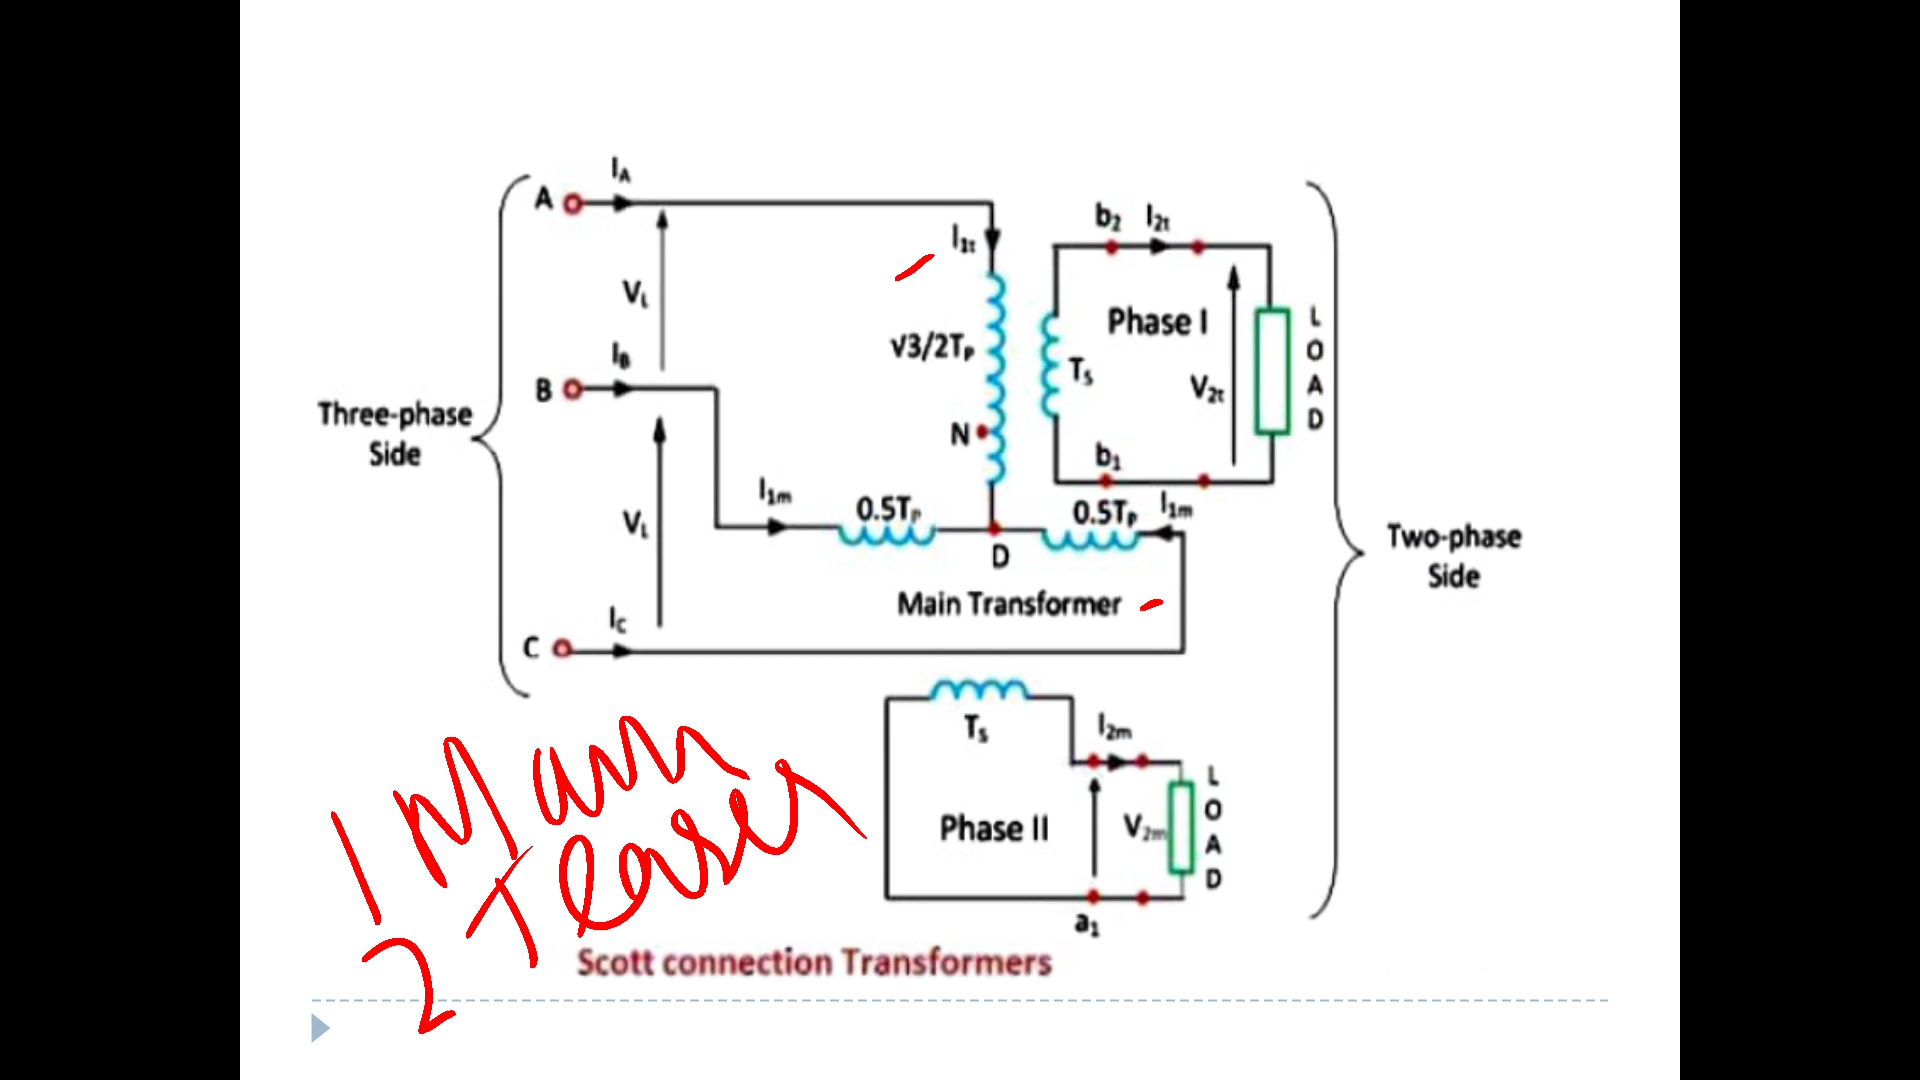 A
I_A
V_L
I_1t
√3/2T_P
N
b_2
I_2t
Phase I
T_s
V_2t
LOAD
b_1
Three-phase
Side
B
I_B
V_L
I_1m
0.5T_P
D
0.5T_P
I_1m
Main Transformer
C
I_C
Two-phase
Side
T_s
I_2m
Phase II
V_2m
LOAD
a_1
1 Main
2 Teaser
Scott connection Transformers